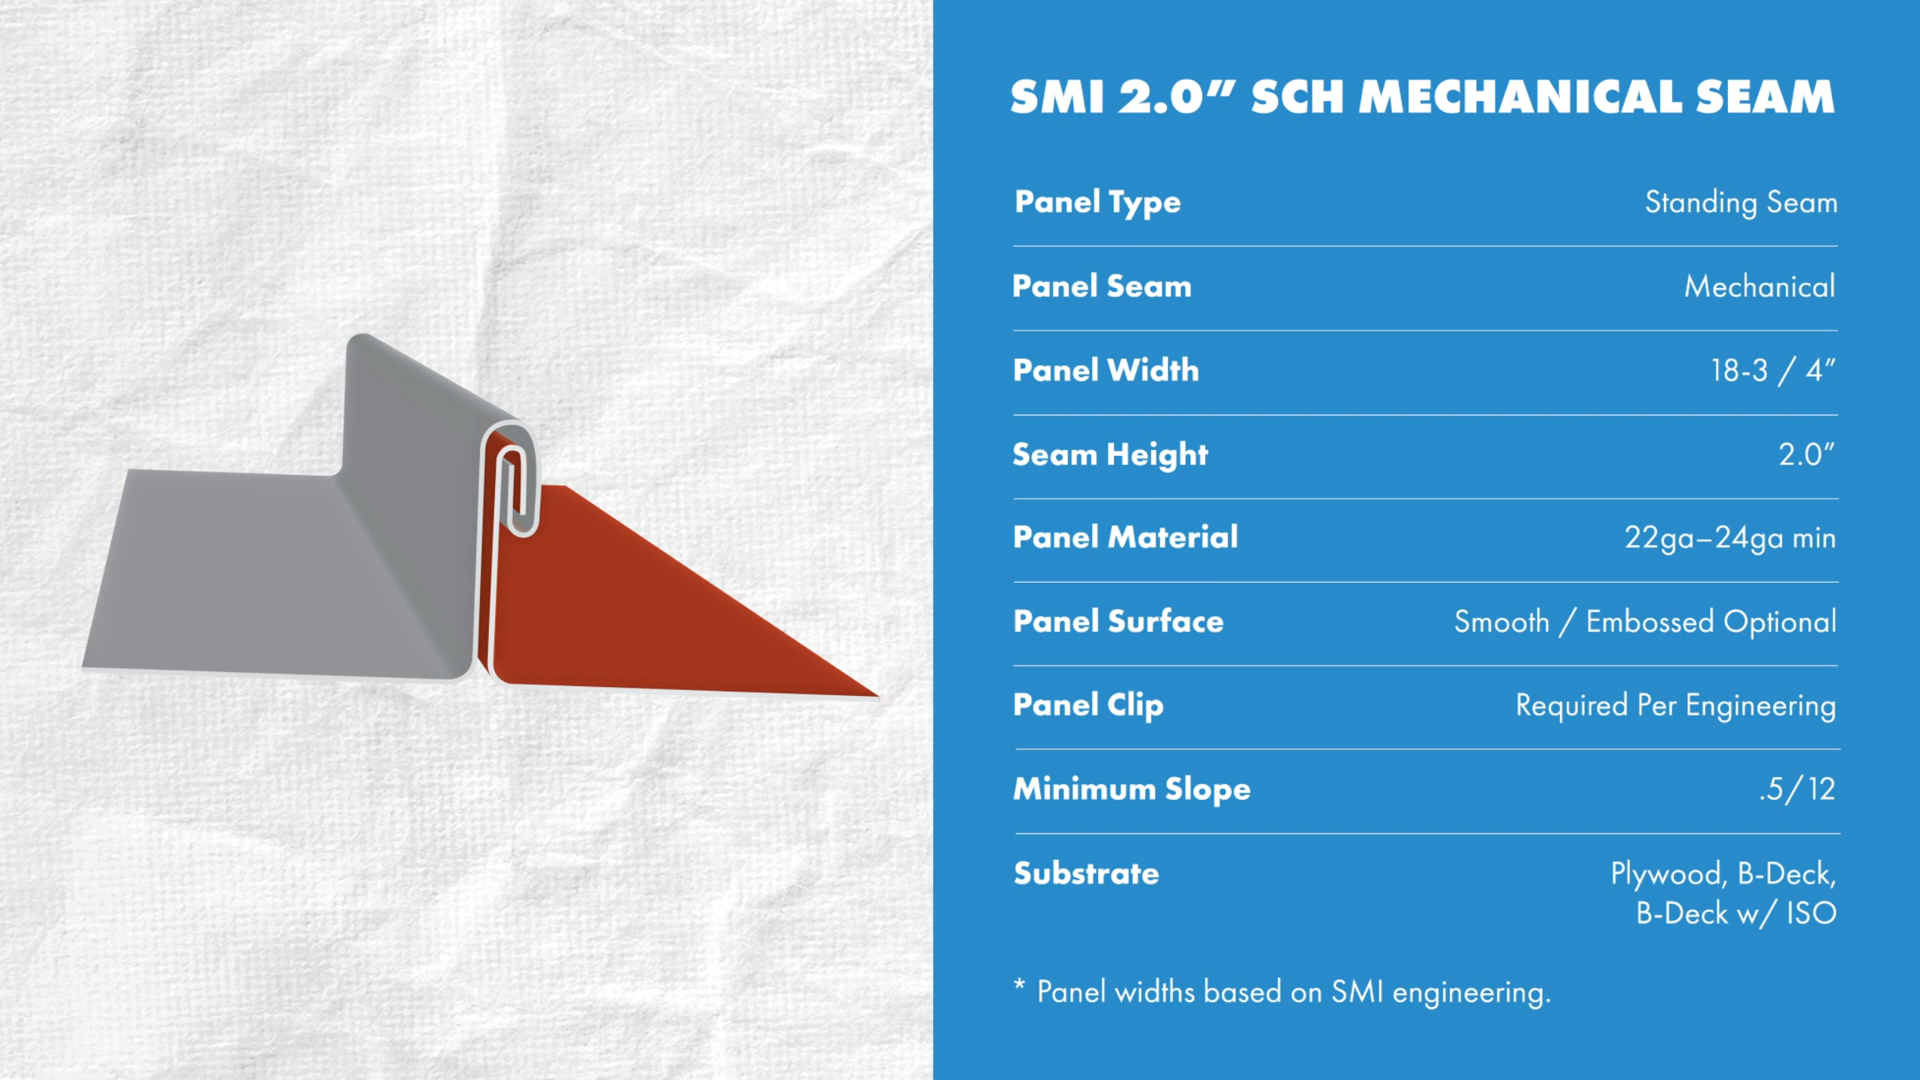 SMI 2.0” SCH MECHANICAL SEAM
Panel Type Standing Seam
Panel Seam Mechanical
Panel Width 18-3 / 4”
Seam Height 2.0”
Panel Material 22ga–24ga min
Panel Surface Smooth / Embossed Optional
Panel Clip Required Per Engineering
Minimum Slope .5/12
Substrate Plywood, B-Deck,
B-Deck w/ ISO
* Panel widths based on SMI engineering.